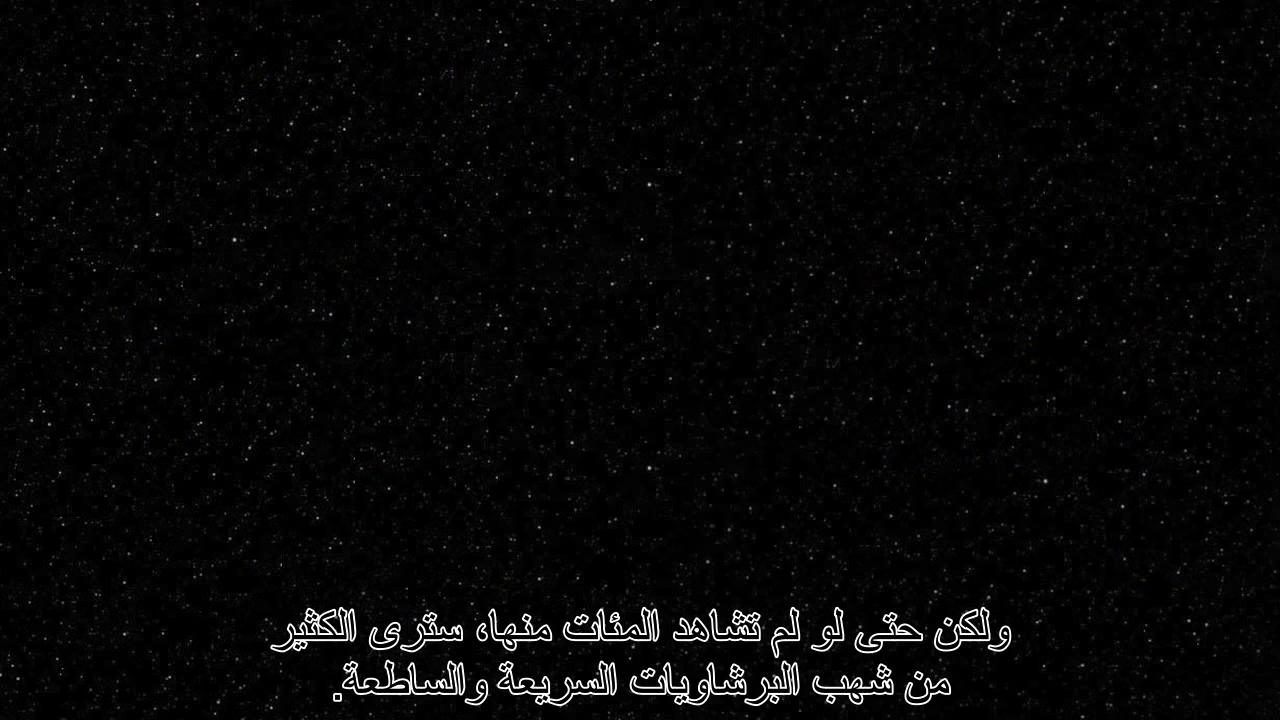 ولكن حتى لو لم تشاهد المئات منها، سترى الكثير
من شهب البرشاويات السريعة والساطعة.